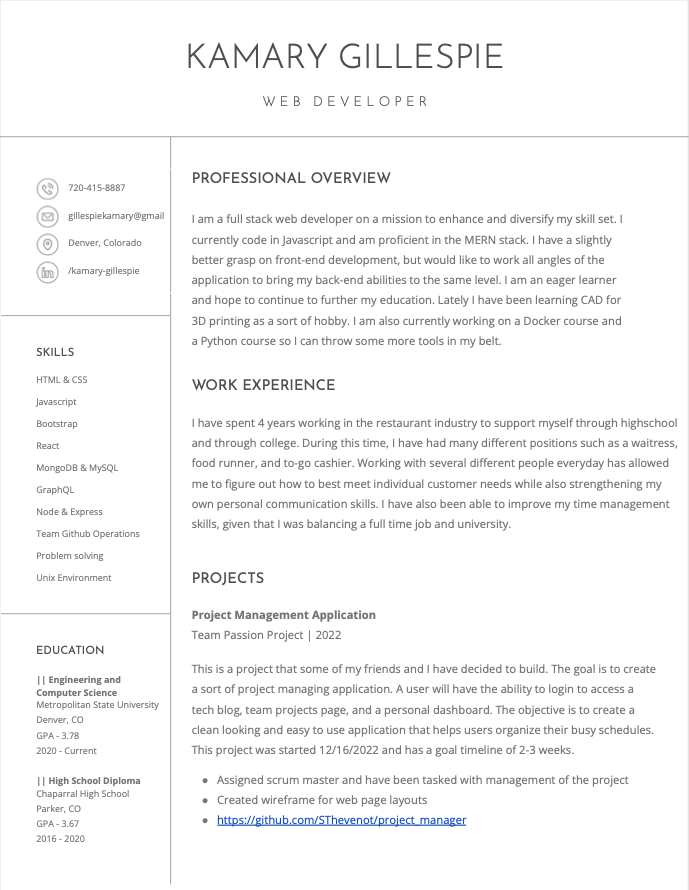 KAMARY GILLESPIE
WEB DEVELOPER
720-415-8887
gillespiekamary@gmail
Denver, Colorado
/kamary-gillespie
SKILLS
HTML & CSS
Javascript
Bootstrap
React
MongoDB & MySQL
GraphQL
Node & Express
Team Github Operations
Problem solving
Unix Environment
EDUCATION
|| Engineering and
Computer Science
Metropolitan State University
Denver, CO
GPA - 3.78
2020 - Current
|| High School Diploma
Chaparral High School
Parker, CO
GPA - 3.67
2016 - 2020
PROFESSIONAL OVERVIEW
I am a full stack web developer on a mission to enhance and diversify my skill set. I
currently code in Javascript and am proficient in the MERN stack. I have a slightly
better grasp on front-end development, but would like to work all angles of the
application to bring my back-end abilities to the same level. I am an eager learner
and hope to continue to further my education. Lately I have been learning CAD for
3D printing as a sort of hobby. I am also currently working on a Docker course and
a Python course so I can throw some more tools in my belt.
WORK EXPERIENCE
I have spent 4 years working in the restaurant industry to support myself through highschool
and through college. During this time, I have had many different positions such as a waitress,
food runner, and to-go cashier. Working with several different people everyday has allowed
me to figure out how to best meet individual customer needs while also strengthening my
own personal communication skills. I have also been able to improve my time management
skills, given that I was balancing a full time job and university.
PROJECTS
Project Management Application
Team Passion Project | 2022
This is a project that some of my friends and I have decided to build. The goal is to create
a sort of project managing application. A user will have the ability to login to access a
tech blog, team projects page, and a personal dashboard. The objective is to create a
clean looking and easy to use application that helps users organize their busy schedules.
This project was started 12/16/2022 and has a goal timeline of 2-3 weeks.
● Assigned scrum master and have been tasked with management of the project
● Created wireframe for web page layouts
● https://github.com/SThevenot/project_manager